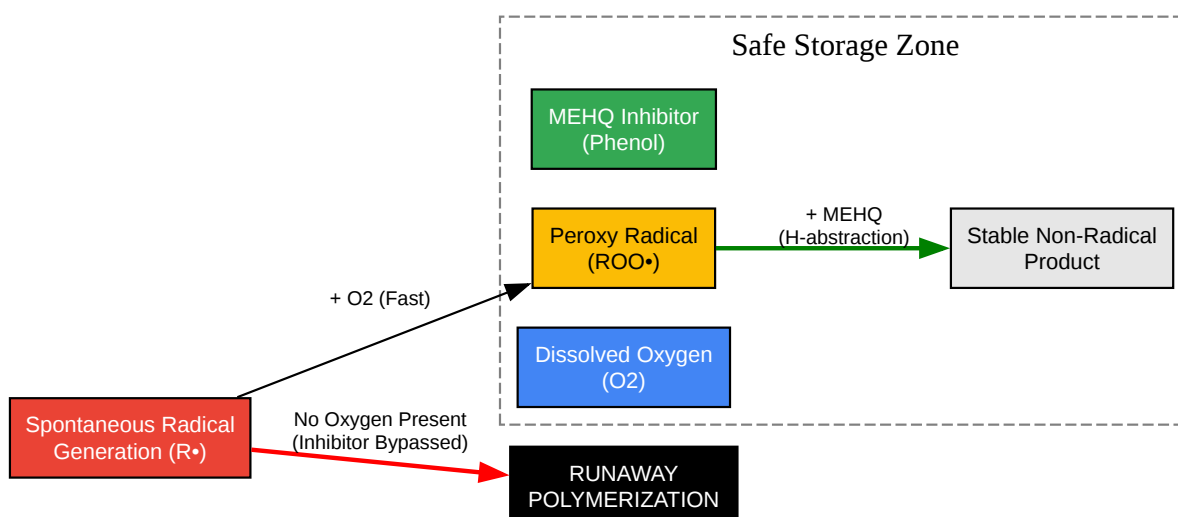 Safe Storage Zone
MEHQ Inhibitor
(Phenol)
Peroxy Radical
(ROO•)
+ MEHQ
(H-abstraction)
Stable Non-Radical
Product
+ O2 (Fast)
Dissolved Oxygen
(O2)
Spontaneous Radical
Generation (R•)
No Oxygen Present
(Inhibitor Bypassed)
RUNAWAY
POLYMERIZATION